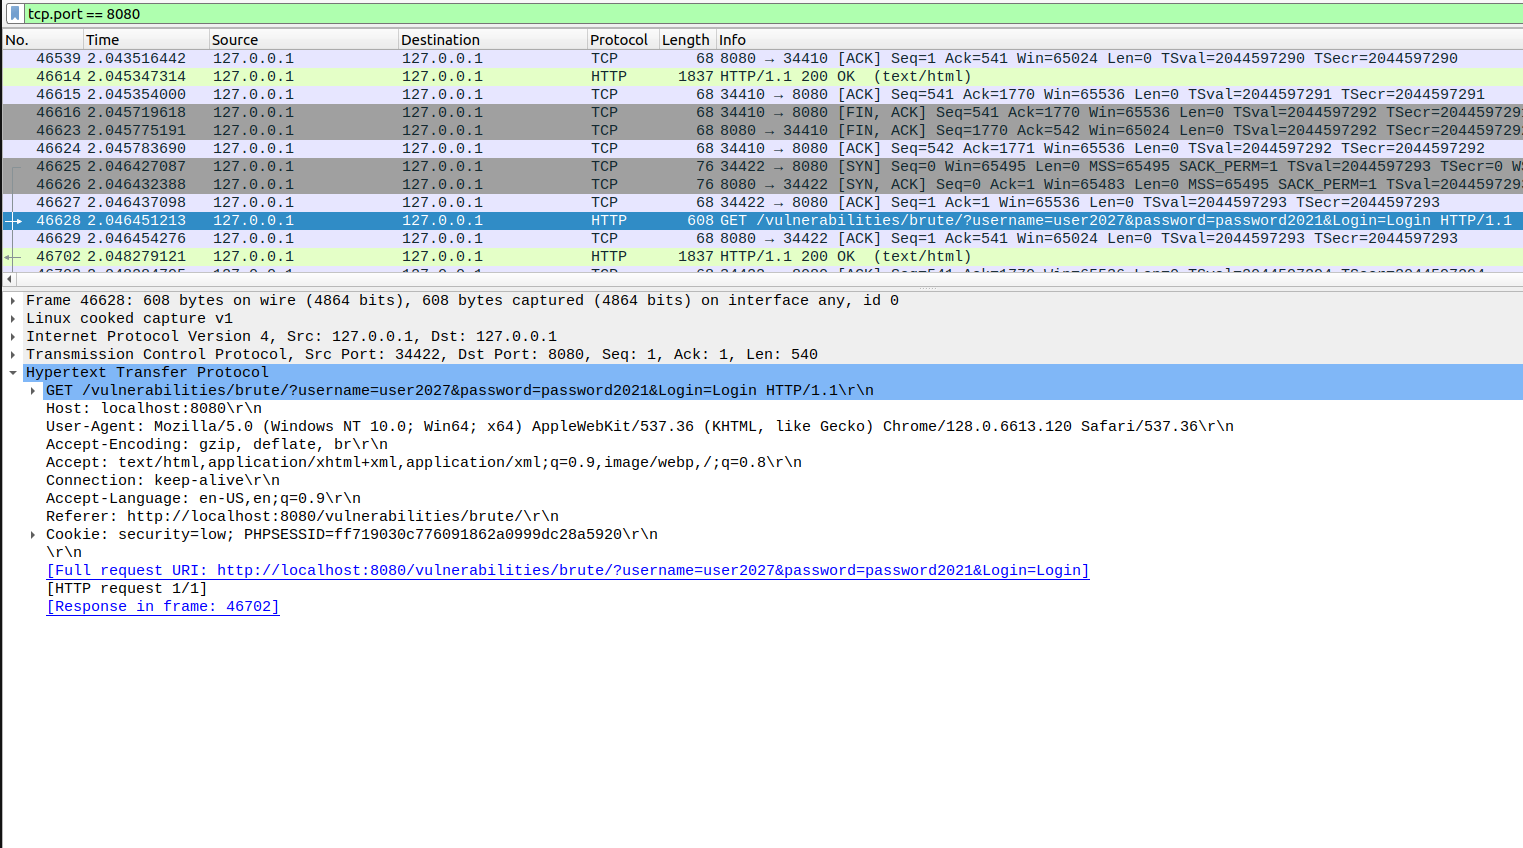 tcp.port == 8080
No. Time Source Destination Protocol Length Info
46539 2.043516442 127.0.0.1 127.0.0.1 TCP 68 8080 → 34410 [ACK] Seq=1 Ack=541 Win=65024 Len=0 TSval=2044597290 TSecr=2044597290
46614 2.045347314 127.0.0.1 127.0.0.1 HTTP 1837 HTTP/1.1 200 OK  (text/html)
46615 2.045354000 127.0.0.1 127.0.0.1 TCP 68 34410 → 8080 [ACK] Seq=541 Ack=1770 Win=65536 Len=0 TSval=2044597291 TSecr=2044597291
46616 2.045719618 127.0.0.1 127.0.0.1 TCP 68 34410 → 8080 [FIN, ACK] Seq=541 Ack=1770 Win=65536 Len=0 TSval=2044597292 TSecr=20445972
46623 2.045775191 127.0.0.1 127.0.0.1 TCP 68 8080 → 34410 [FIN, ACK] Seq=1770 Ack=542 Win=65024 Len=0 TSval=2044597292 TSecr=20445972
46624 2.045783690 127.0.0.1 127.0.0.1 TCP 68 34410 → 8080 [ACK] Seq=542 Ack=1771 Win=65536 Len=0 TSval=2044597292 TSecr=2044597292
46625 2.046427087 127.0.0.1 127.0.0.1 TCP 76 34422 → 8080 [SYN] Seq=0 Win=65495 Len=0 MSS=65495 SACK_PERM=1 TSval=2044597293 TSecr=0 W
46626 2.046432388 127.0.0.1 127.0.0.1 TCP 76 8080 → 34422 [SYN, ACK] Seq=0 Ack=1 Win=65483 Len=0 MSS=65495 SACK_PERM=1 TSval=20445972
46627 2.046437098 127.0.0.1 127.0.0.1 TCP 68 34422 → 8080 [ACK] Seq=1 Ack=1 Win=65536 Len=0 TSval=2044597293 TSecr=2044597293
46628 2.046451213 127.0.0.1 127.0.0.1 HTTP 608 GET /vulnerabilities/brute/?username=user2027&password=password2021&Login=Login HTTP/1.1
46629 2.046454276 127.0.0.1 127.0.0.1 TCP 68 8080 → 34422 [ACK] Seq=1 Ack=541 Win=65024 Len=0 TSval=2044597293 TSecr=2044597293
46702 2.048279121 127.0.0.1 127.0.0.1 HTTP 1837 HTTP/1.1 200 OK  (text/html)
Frame 46628: 608 bytes on wire (4864 bits), 608 bytes captured (4864 bits) on interface any, id 0
Linux cooked capture v1
Internet Protocol Version 4, Src: 127.0.0.1, Dst: 127.0.0.1
Transmission Control Protocol, Src Port: 34422, Dst Port: 8080, Seq: 1, Ack: 1, Len: 540
Hypertext Transfer Protocol
GET /vulnerabilities/brute/?username=user2027&password=password2021&Login=Login HTTP/1.1\r\n
Host: localhost:8080\r\n
User-Agent: Mozilla/5.0 (Windows NT 10.0; Win64; x64) AppleWebKit/537.36 (KHTML, like Gecko) Chrome/128.0.6613.120 Safari/537.36\r\n
Accept-Encoding: gzip, deflate, br\r\n
Accept: text/html,application/xhtml+xml,application/xml;q=0.9,image/webp,/;q=0.8\r\n
Connection: keep-alive\r\n
Accept-Language: en-US,en;q=0.9\r\n
Referer: http://localhost:8080/vulnerabilities/brute/\r\n
Cookie: security=low; PHPSESSID=ff719030c776091862a0999dc28a5920\r\n
\r\n
[Full request URI: http://localhost:8080/vulnerabilities/brute/?username=user2027&password=password2021&Login=Login]
[HTTP request 1/1]
[Response in frame: 46702]